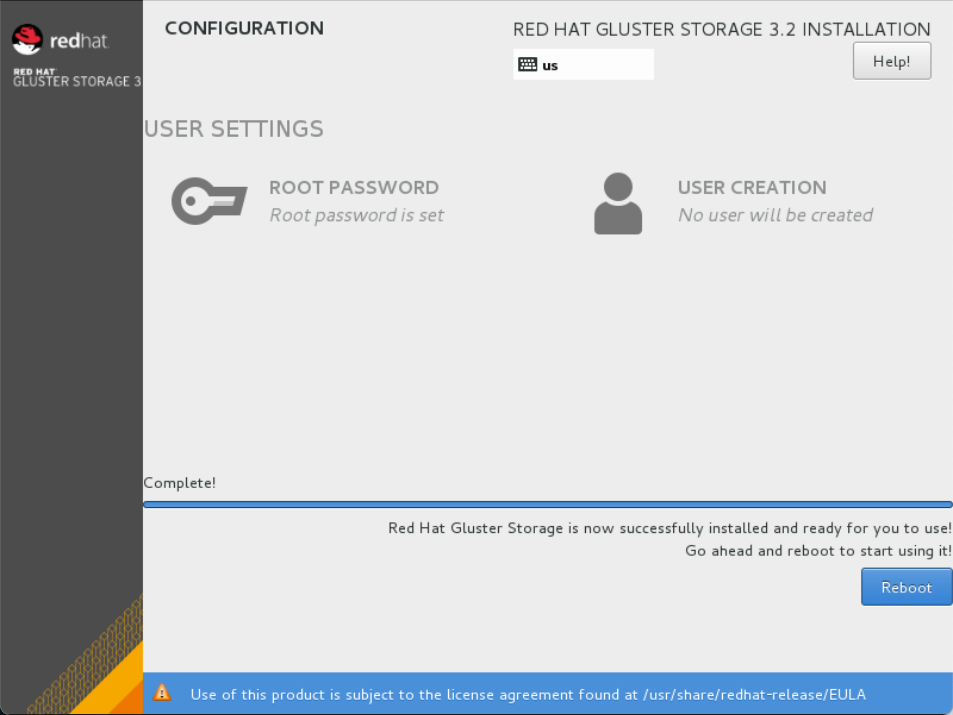 redhat.
RED HAT
GLUSTER STORAGE 3
CONFIGURATION
RED HAT GLUSTER STORAGE 3.2 INSTALLATION
us
Help!
USER SETTINGS
ROOT PASSWORD
Root password is set
USER CREATION
No user will be created
Complete!
Red Hat Gluster Storage is now successfully installed and ready for you to use!
Go ahead and reboot to start using it!
Reboot
Use of this product is subject to the license agreement found at /usr/share/redhat-release/EULA